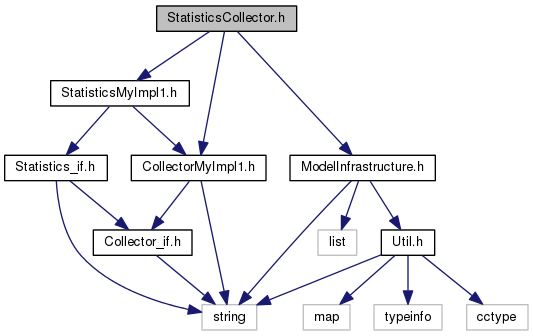 StatisticsCollector.h
StatisticsMyImpl1.h
Statistics_if.h
CollectorMyImpl1.h
ModelInfrastructure.h
Collector_if.h
list
Util.h
string
map
typeinfo
cctype